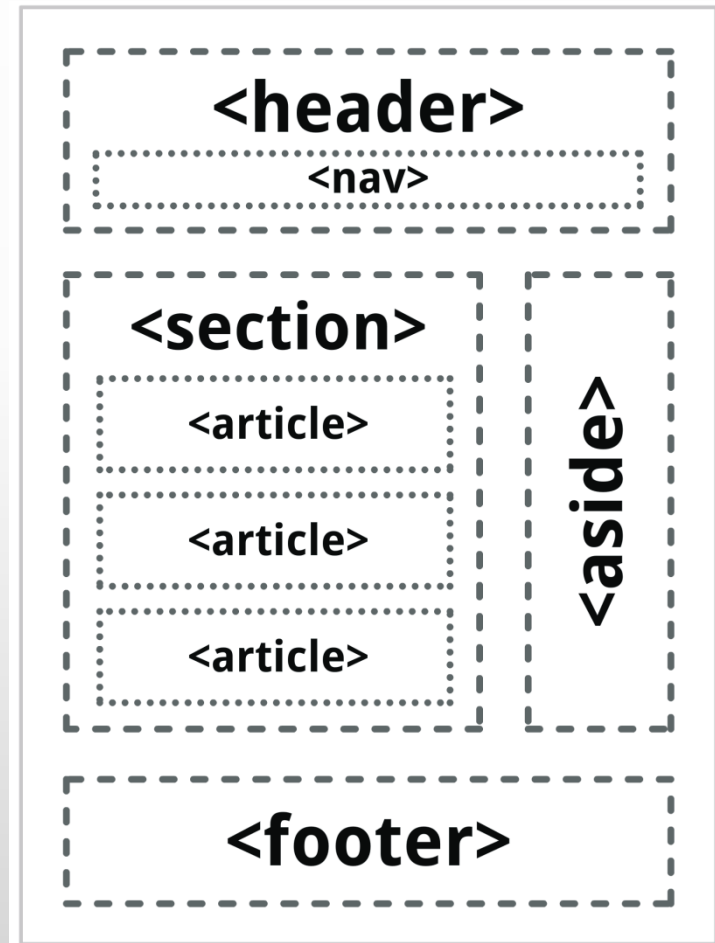 <header>
<nav>
<section>
<article>
<article>
<article>
<aside>
<footer>